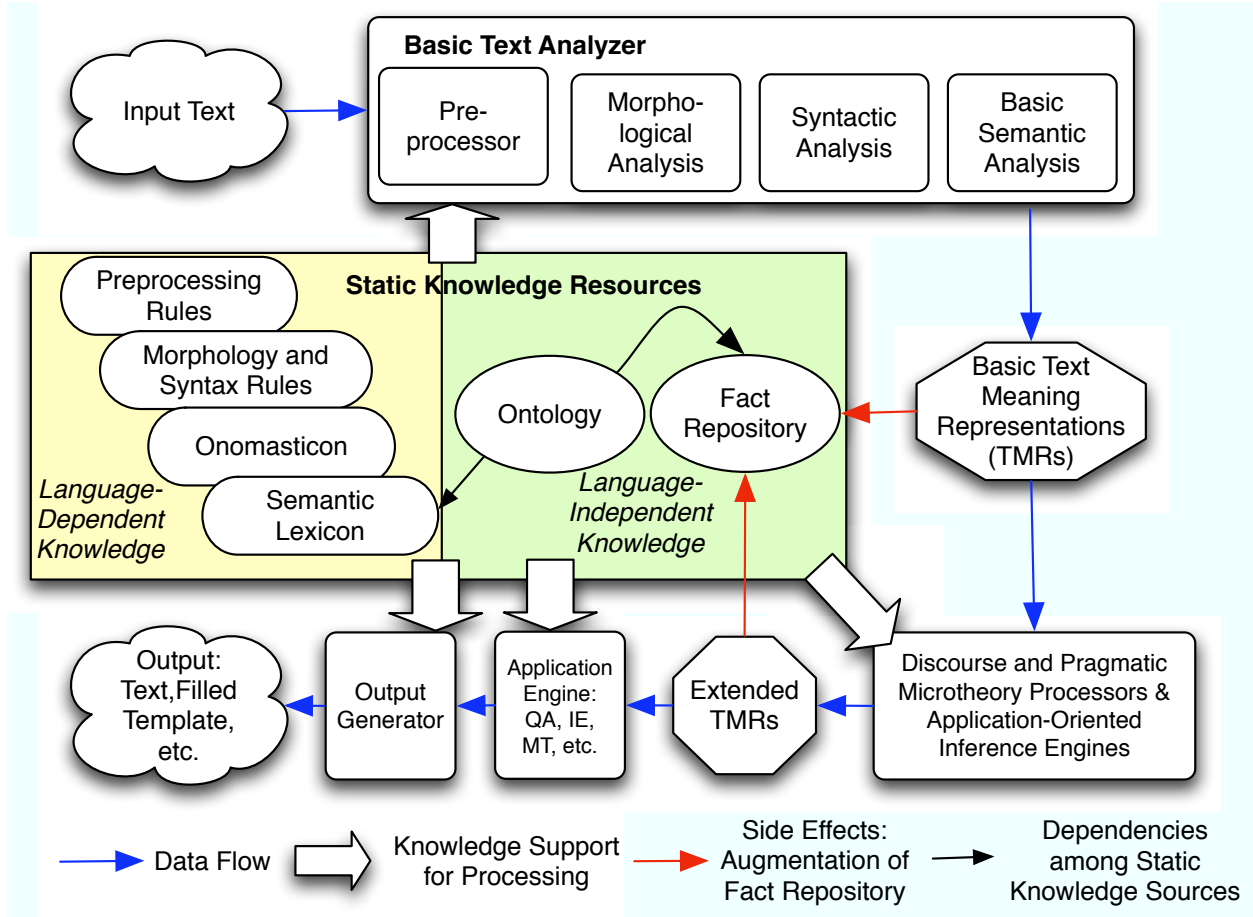 Basic Text Analyzer
Input Text
Pre-
processor
Morpho-
logical
Analysis
Syntactic
Analysis
Basic
Semantic
Analysis
Static Knowledge Resources
Preprocessing
Rules
Morphology and
Syntax Rules
Onomasticon
Semantic
Lexicon
Language-
Dependent
Knowledge
Ontology
Fact
Repository
Language-
Independent
Knowledge
Basic Text
Meaning
Representations
(TMRs)
Output:
Text,Filled
Template,
etc.
Output
Generator
Application
Engine:
QA, IE,
MT, etc.
Extended
TMRs
Discourse and Pragmatic
Microtheory Processors &
Application-Oriented
Inference Engines
Data Flow
Knowledge Support
for Processing
Side Effects:
Augmentation of
Fact Repository
Dependencies
among Static
Knowledge Sources